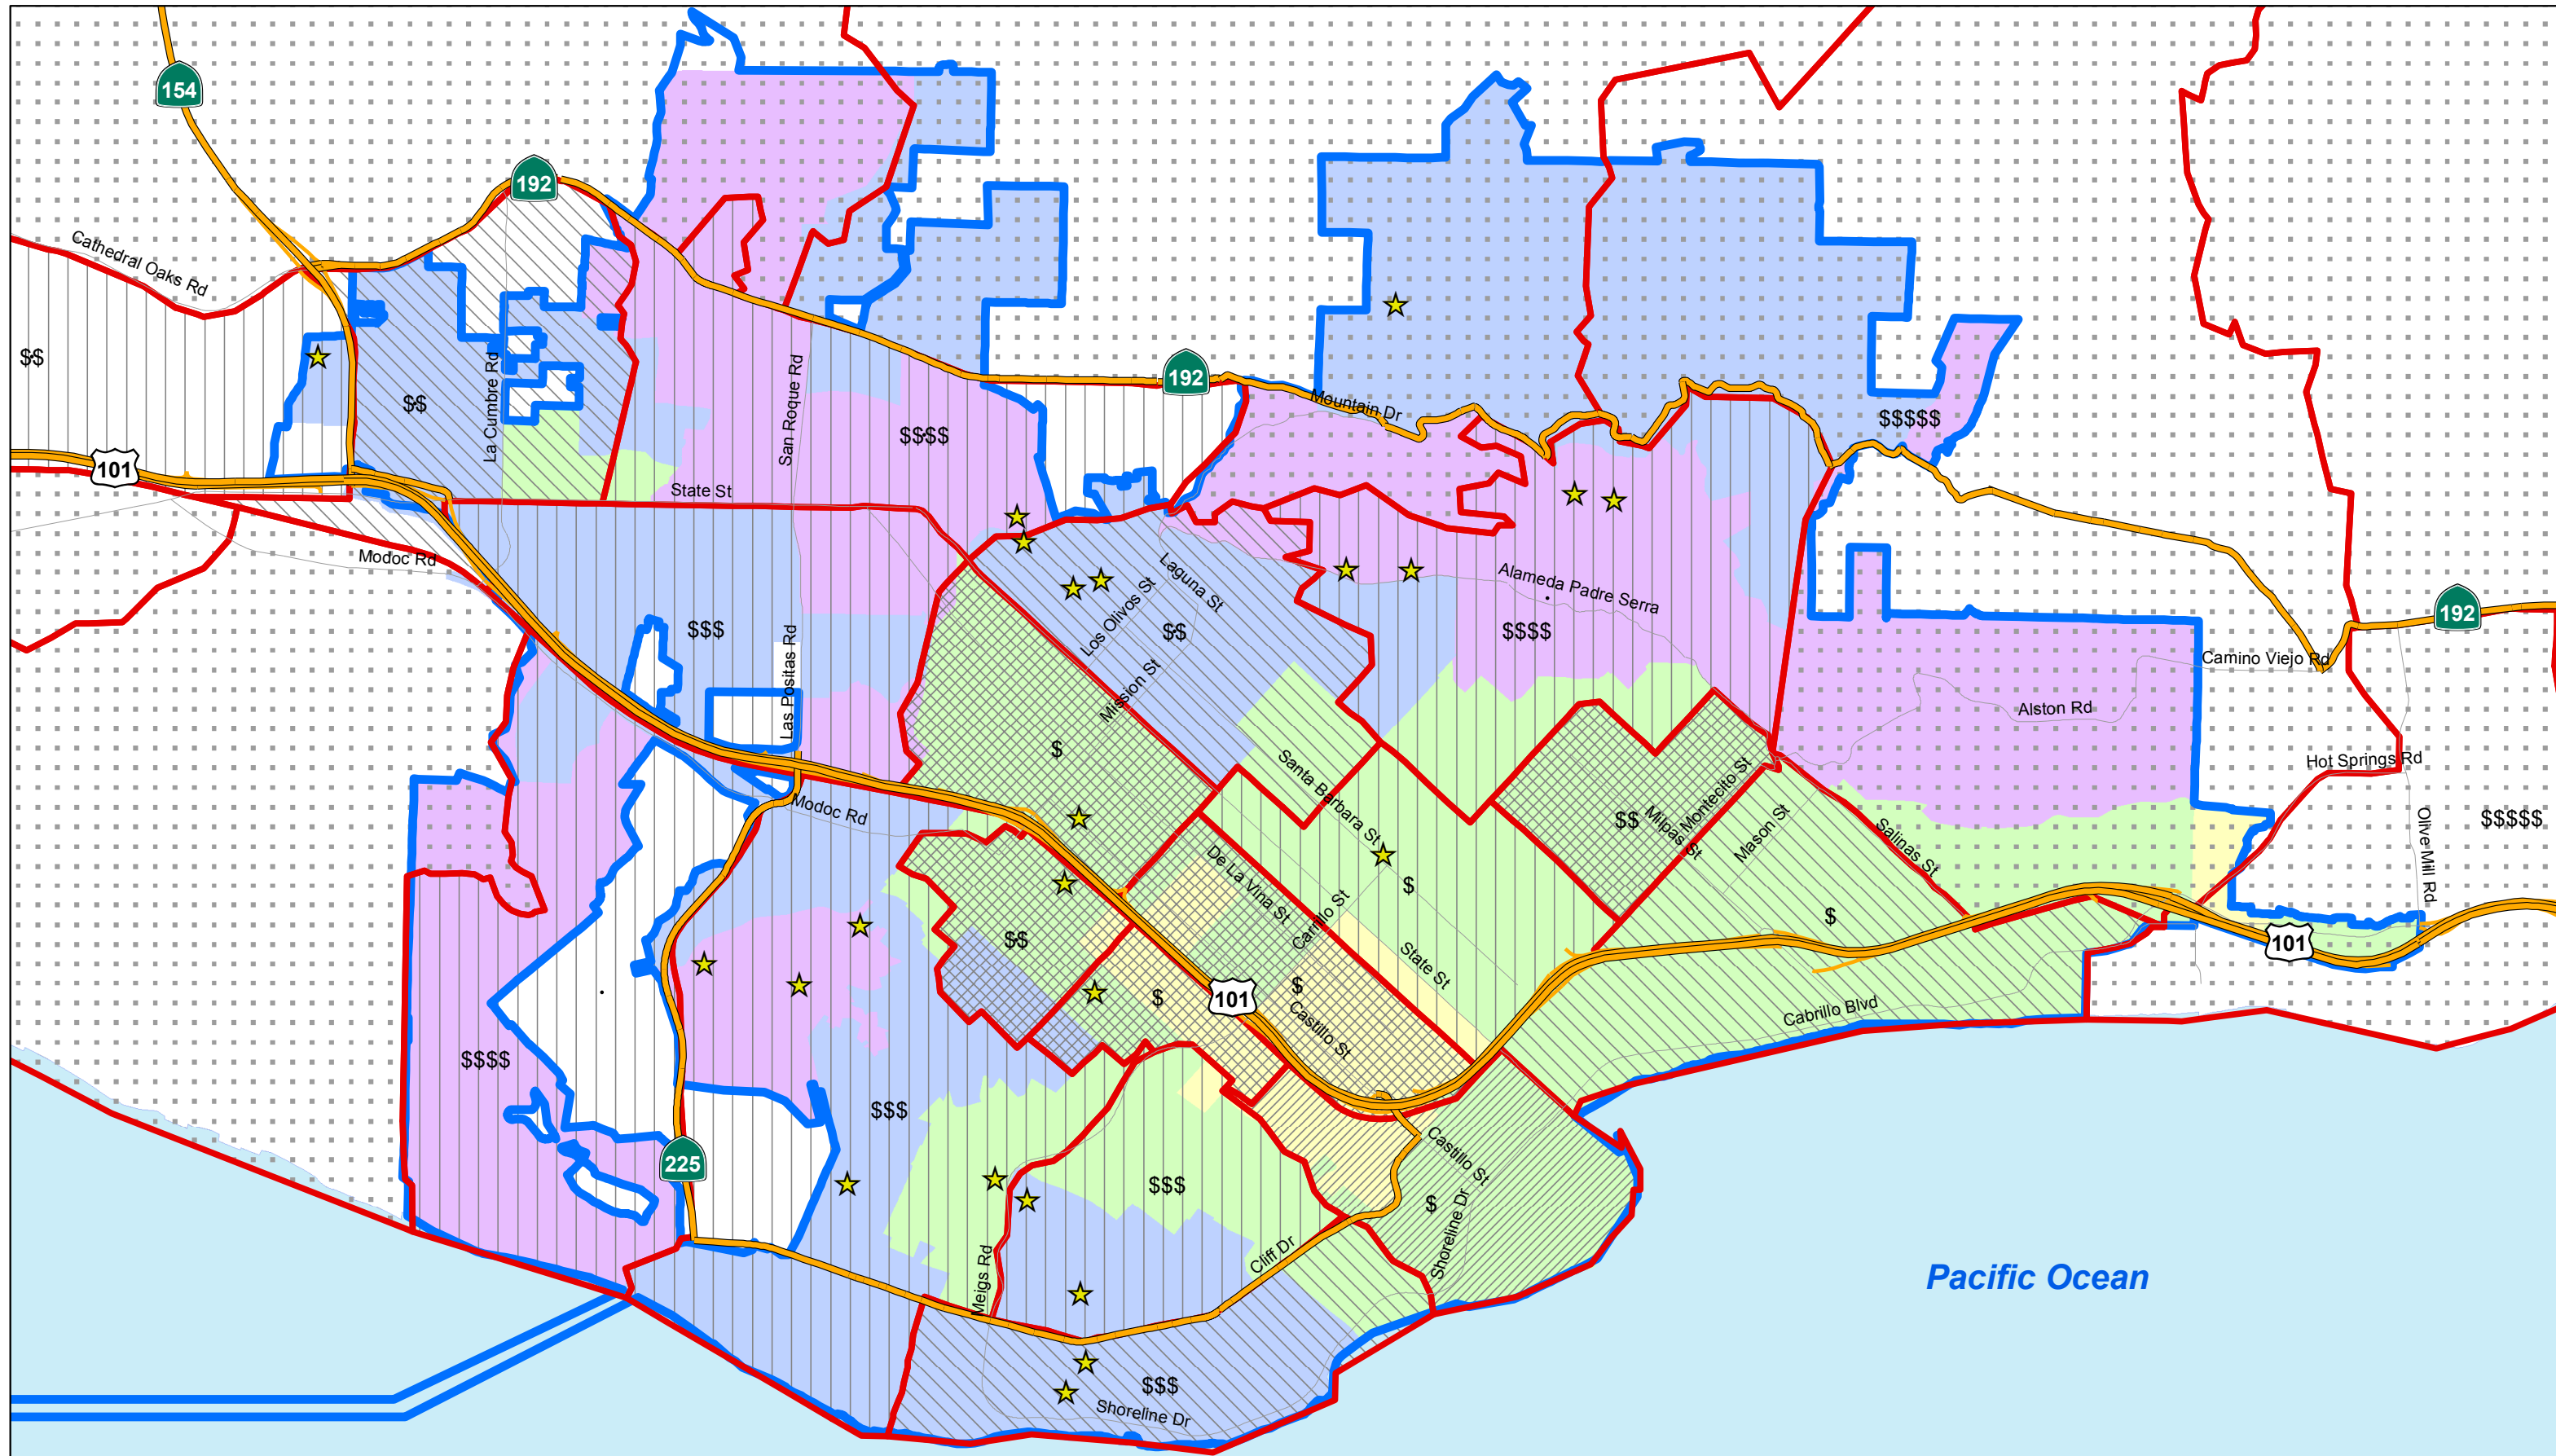 154
192
Cathedral Oaks Rd
$$
La Cumbre Rd
$$
101
San Roque Rd
$$$$
192
Mountain Dr
$$$$$
State St
Modoc Rd
Laguna St
Los Olivos St
$$
Mission St
Alameda Padre Serra
$$$$
192
Camino Viejo Rd
Alston Rd
Hot Springs Rd
$$$
Las Positas Rd
$
Santa Barbara St
Modoc Rd
$$
Milpas St
Montecito St
Mason St
Salinas St
Olive Mill Rd
$$$$$
De La Vina St
Carrillo St
$
State St
$
101
$$
$
$
Castillo St
Cabrillo Blvd
101
$$$$
$$$
225
$$$
Castillo St
$
Shoreline Dr
Cliff Dr
Meigs Rd
Pacific Ocean
$$$
Shoreline Dr